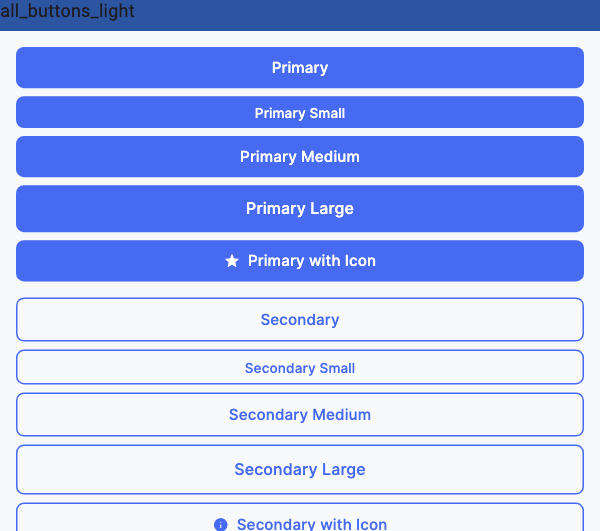 all_buttons_light
Primary
Primary Small
Primary Medium
Primary Large
Primary with Icon
Secondary
Secondary Small
Secondary Medium
Secondary Large
Secondary with Icon